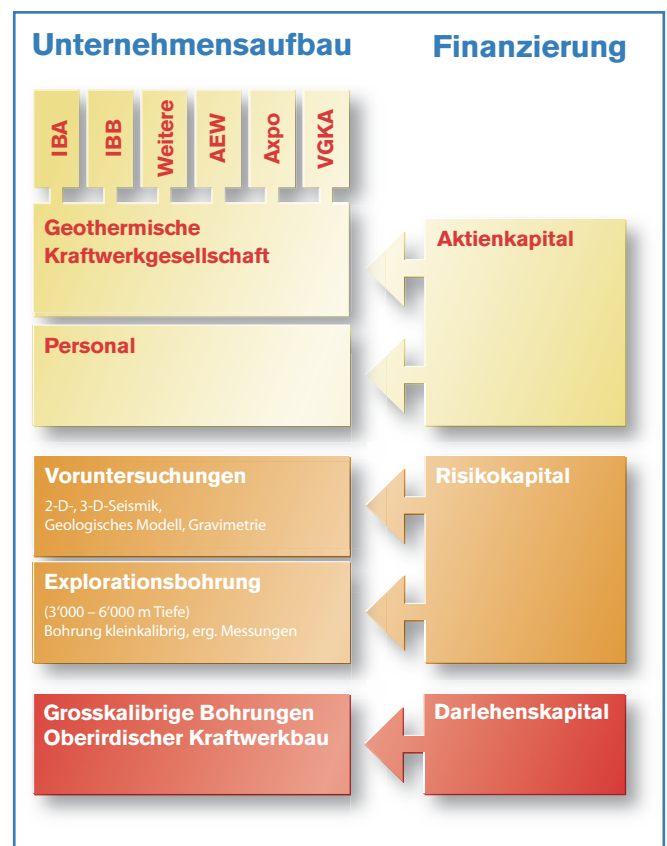 Unternehmensaufbau
Finanzierung
IBA
IBB
Weitere
AEW
Axpo
VGKA
Geothermische
Kraftwerkgesellschaft
Aktienkapital
Personal
Voruntersuchungen
2-D-, 3-D-Seismik,
Geologisches Modell, Gravimetrie
Risikokapital
Explorationsbohrung
(3'000 – 6'000 m Tiefe)
Bohrung kleinkalibrig, erg. Messungen
Grosskalibrige Bohrungen
Oberirdischer Kraftwerkbau
Darlehenskapital